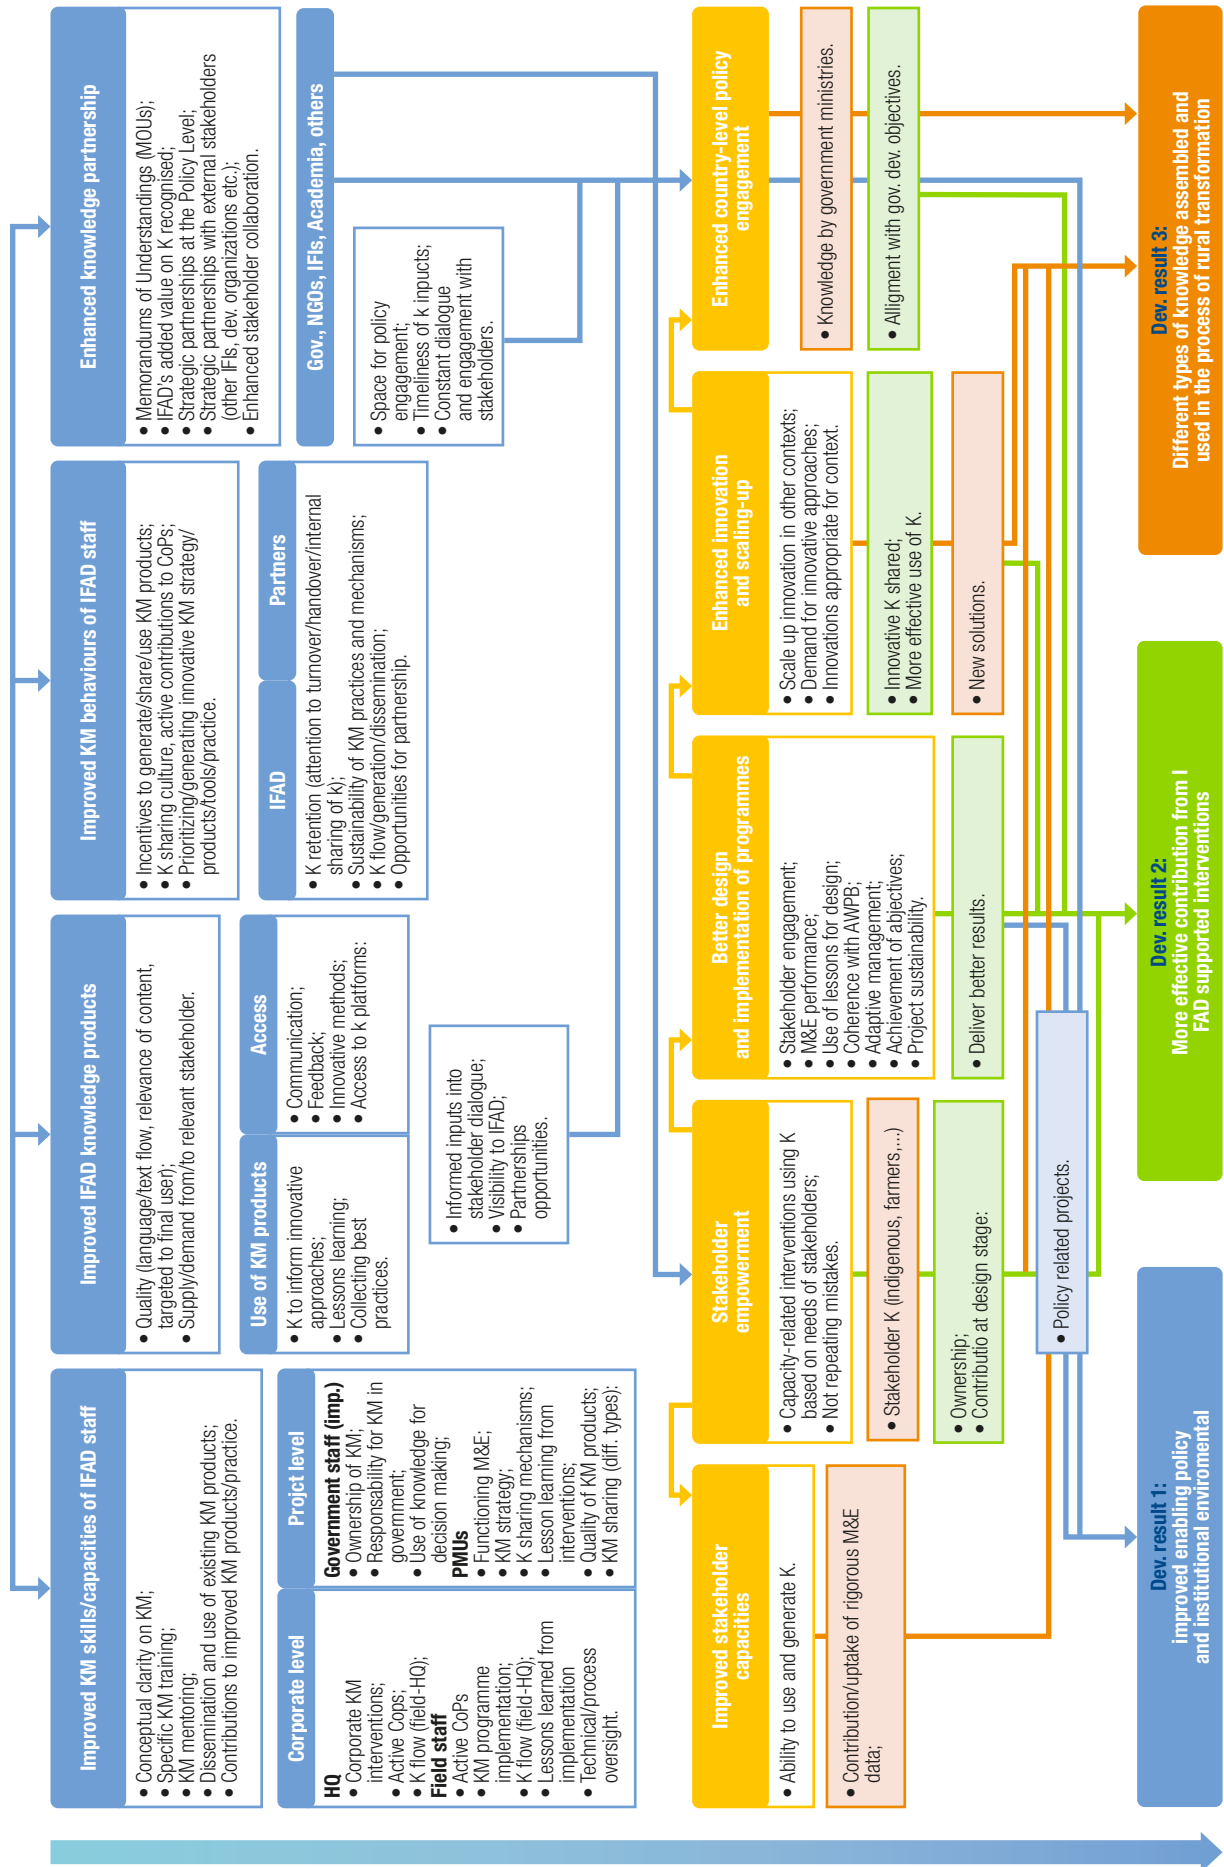 Improved KM skills/capacities of IFAD staff
• Conceptual clarity on KM;
• Specific KM training;
• KM mentoring;
• Dissemination and use of existing KM products;
• Contributions to improved KM products/practice.
Corporate level
HQ
• Corporate KM
interventions;
• Active Cops;
• K flow (field-HQ);
Field staff
• Active CoPs
• KM programme
implementation;
• K flow (field-HQ);
• Lessons learned from
implementation
• Technical/process
oversight.
Projct level
Government staff (imp.)
• Ownership of KM;
• Responsability for KM in
government;
• Use of knowledge for
decision making;
PMUs
• Functioning M&E;
• KM strategy;
• K sharing mechanisms;
• Lesson learning from
interventions;
• Quality of KM products;
• KM sharing (diff. types):
Improved IFAD knowledge products
• Quality (language/text flow, relevance of content,
targeted to final user);
• Supply/demand from/to relevant stakeholder.
Use of KM products
• K to inform innovative
approaches;
• Lessons learning;
• Collecting best
practices.
Access
• Communication;
• Feedback;
• Innovative methods;
• Access to k platforms:
• Informed inputs into
stakeholder dialogue;
• Visibility to IFAD;
• Partnerships
opportunities.
Improved KM behaviours of IFAD staff
• Incentives to generate/share/use KM products;
• K sharing culture, active contributions to CoPs;
• Prioritizing/generating innovative KM strategy/
products/tools/practice.
IFAD
Partners
• K retention (attention to turnover/handover/internal
sharing of k);
• Sustainability of KM practices and mechanisms;
• K flow/generation/dissemination;
• Opportunities for partnership.
Enhanced knowledge partnership
• Memorandums of Understandings (MOUs);
• IFAD's added value on K recognised;
• Strategic partnerships at the Policy Level;
• Strategic partnerships with external stakeholders
(other IFIs, dev. organizations etc.);
• Enhanced stakeholder collaboration.
Gov., NGOs, IFIs, Academia, others
• Space for policy
engagement;
• Timeliness of k inpucts;
• Constant dialogue
and engagement with
stakeholders.
Improved stakeholder
capacities
• Ability to use and generate K.
• Contribution/uptake of rigorous M&E
data;
Stakeholder
empowerment
• Capacity-related interventions using K
based on needs of stakeholders;
• Not repeating mistakes.
• Stakeholder K (indigenous, farmers,...)
• Ownership;
• Contributio at design stage:
Better design
and implementation of programmes
• Stakeholder engagement;
• M&E performance;
• Use of lessons for design;
• Coherence with AWPB;
• Adaptive management;
• Achievement of objectives;
• Project sustainability.
• Deliver better results.
Enhanced innovation
and scaling-up
• Scale up innovation in other contexts;
• Demand for innovative approaches;
• Innovations appropriate for context.
• Innovative K shared;
• More effective use of K.
• New solutions.
Enhanced country-level policy
engagement
• Knowledge by government ministries.
• Alligment with gov. dev. objectives.
• Policy related projects.
Dev. result 1:
improved enabling policy
and institutional enviromental
Dev. result 2:
More effective contribution from I
FAD supported interventions
Dev. result 3:
Different types of knowledge assembled and
used in the process of rural transformation